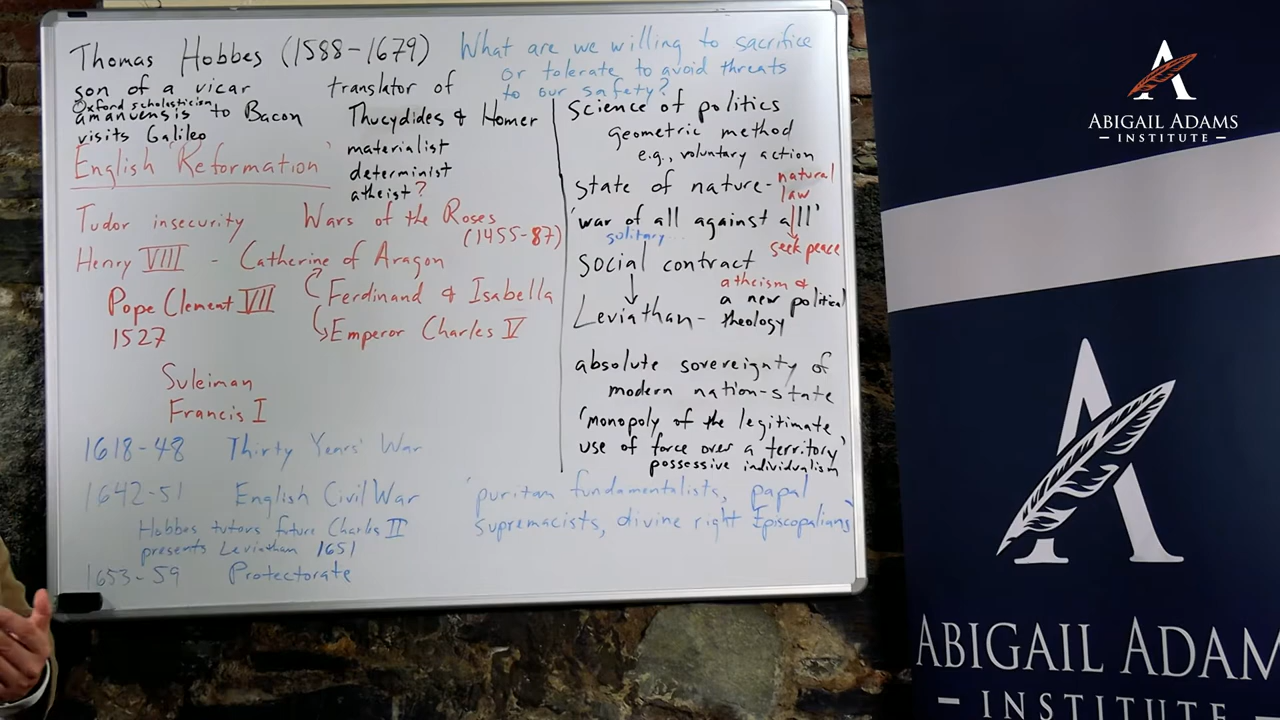 Thomas Hobbes (1588-1679)
What are we willing to sacrifice
or tolerate to avoid threats
to our safety?
son of a vicar
Oxford scholasticism
amanuensis to Bacon
visits Galileo
translator of
Thucydides & Homer
materialist
determinist
atheist?
English Reformation
Tudor insecurity
Wars of the Roses
(1455-87)
Henry VIII - Catherine of Aragon
Pope Clement VII
1527
Ferdinand & Isabella
Emperor Charles V
Suleiman
Francis I
1618-48 Thirty Years' War
1642-51 English Civil War
Hobbes tutors future Charles II
presents Leviathan 1651
1653-59 Protectorate
'puritan fundamentalists, papal
supremacists, divine right Episcopalians'
Science of politics
geometric method
e.g., voluntary action
state of nature - natural
law
'war of all against all'
solitary...
seek peace
social contract
atheism &
Leviathan - a new political
theology
absolute sovereignty of
modern nation-state
'monopoly of the legitimate
use of force over a territory'
possessive individualism
A
ABIGAIL ADAMS
- INSTITUTE -
A
ABIGAIL ADAM
- INSTITUTE -